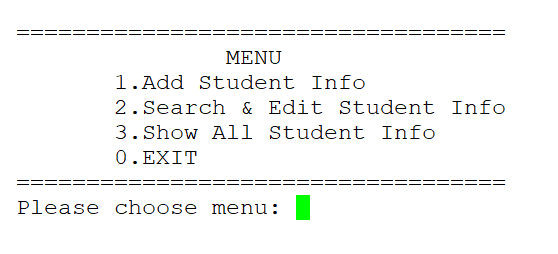 ===================================
MENU
1.Add Student Info
2.Search & Edit Student Info
3.Show All Student Info
0.EXIT
===================================
Please choose menu: